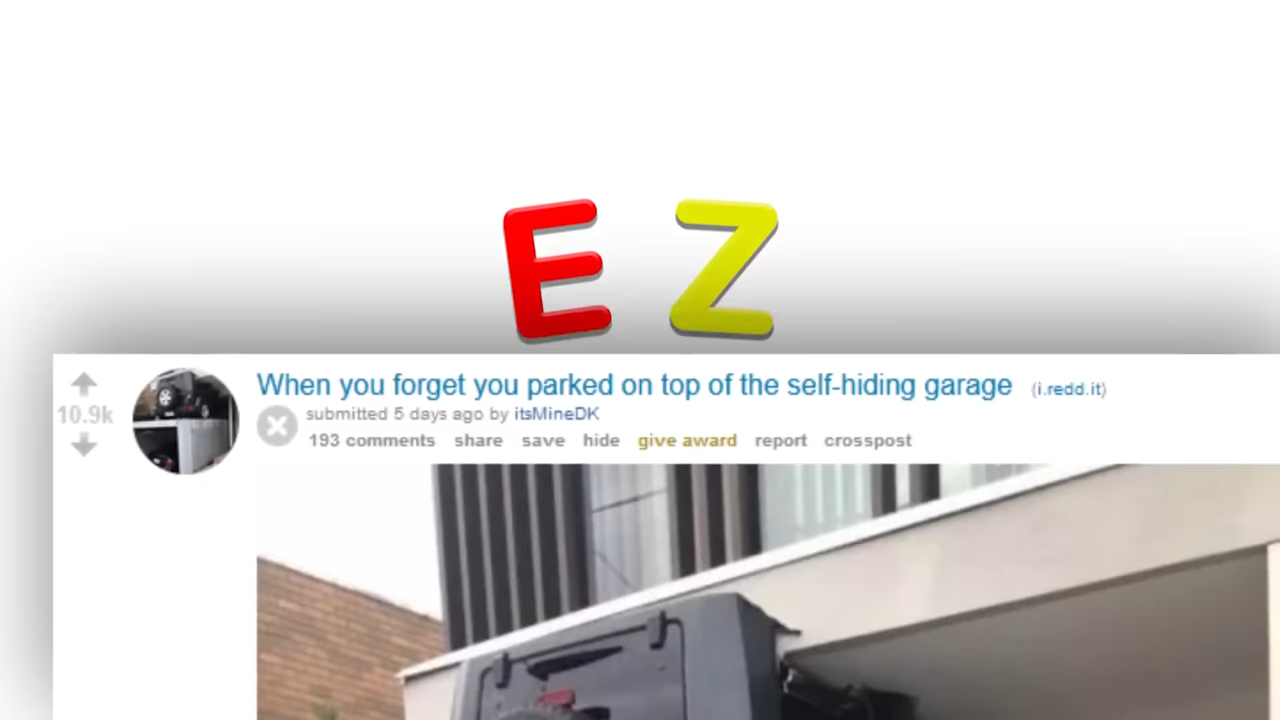 E Z
When you forget you parked on top of the self-hiding garage (i.redd.it)
10.9k
submitted 5 days ago by itsMineDK
193 comments share save hide give award report crosspost